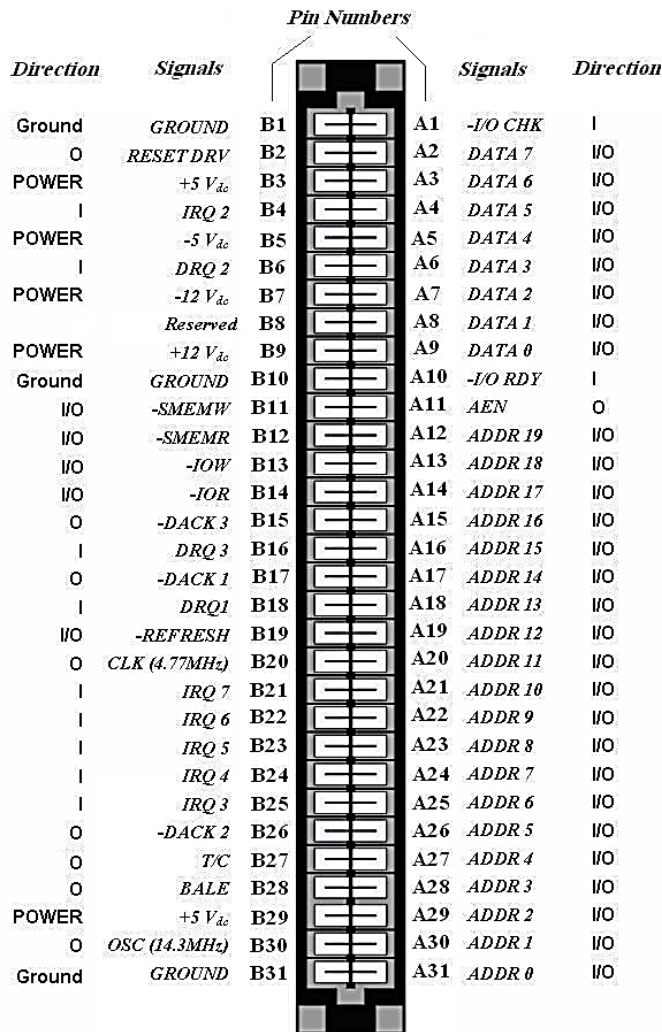 Pin Numbers
Direction Signals Signals Direction
Ground GROUND B1 A1 -I/O CHK I
O RESET DRV B2 A2 DATA 7 I/O
POWER +5 Vdc B3 A3 DATA 6 I/O
I IRQ 2 B4 A4 DATA 5 I/O
POWER -5 Vdc B5 A5 DATA 4 I/O
I DRQ 2 B6 A6 DATA 3 I/O
POWER -12 Vdc B7 A7 DATA 2 I/O
Reserved B8 A8 DATA 1 I/O
POWER +12 Vdc B9 A9 DATA 0 I/O
Ground GROUND B10 A10 -I/O RDY I
I/O -SMEMW B11 A11 AEN O
I/O -SMEMR B12 A12 ADDR 19 I/O
I/O -IOW B13 A13 ADDR 18 I/O
I/O -IOR B14 A14 ADDR 17 I/O
O -DACK 3 B15 A15 ADDR 16 I/O
I DRQ 3 B16 A16 ADDR 15 I/O
O -DACK 1 B17 A17 ADDR 14 I/O
I DRQ1 B18 A18 ADDR 13 I/O
I/O -REFRESH B19 A19 ADDR 12 I/O
O CLK (4.77MHz) B20 A20 ADDR 11 I/O
I IRQ 7 B21 A21 ADDR 10 I/O
I IRQ 6 B22 A22 ADDR 9 I/O
I IRQ 5 B23 A23 ADDR 8 I/O
I IRQ 4 B24 A24 ADDR 7 I/O
I IRQ 3 B25 A25 ADDR 6 I/O
O -DACK 2 B26 A26 ADDR 5 I/O
O T/C B27 A27 ADDR 4 I/O
O BALE B28 A28 ADDR 3 I/O
POWER +5 Vdc B29 A29 ADDR 2 I/O
O OSC (14.3MHz) B30 A30 ADDR 1 I/O
Ground GROUND B31 A31 ADDR 0 I/O